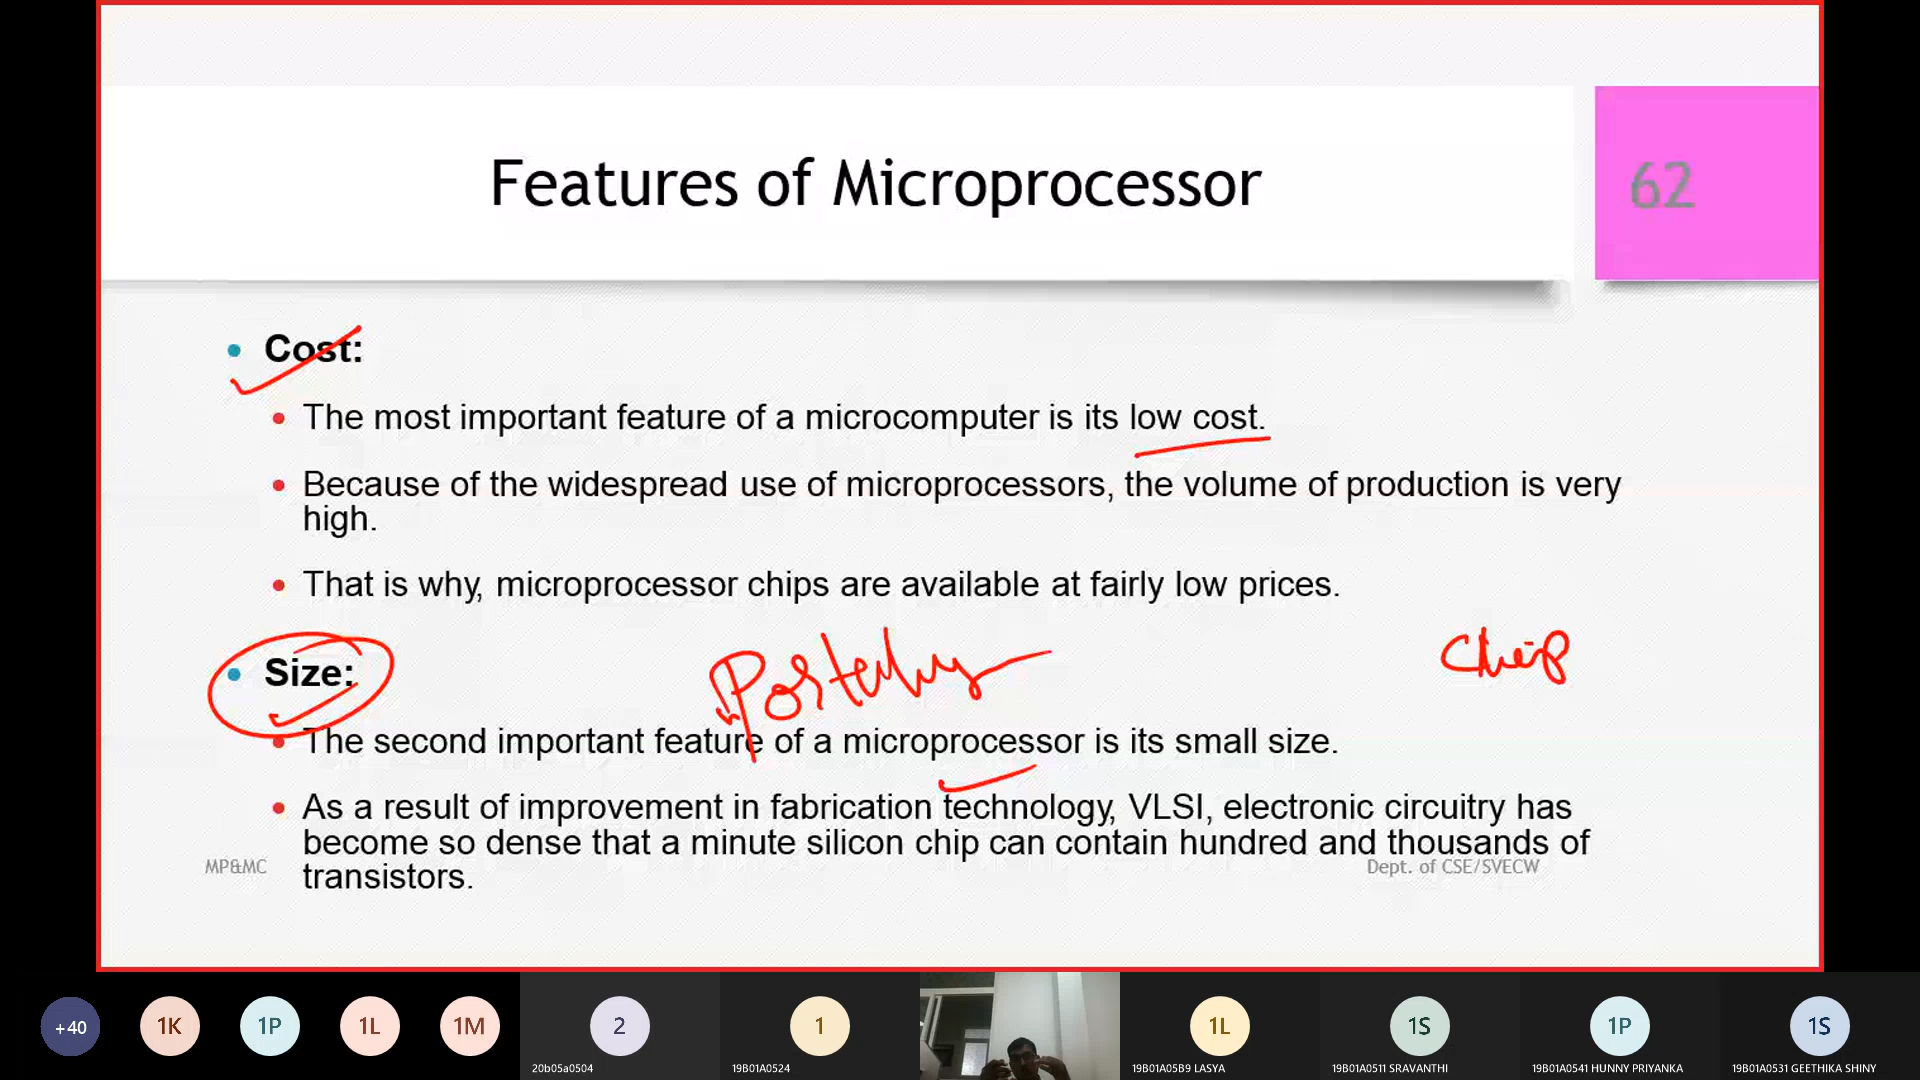 Features of Microprocessor
62
• Cost:
• The most important feature of a microcomputer is its low cost.
• Because of the widespread use of microprocessors, the volume of production is very
high.
• That is why, microprocessor chips are available at fairly low prices.
Chip
• Size:
• The second important feature of a microprocessor is its small size.
• As a result of improvement in fabrication technology, VLSI, electronic circuitry has
become so dense that a minute silicon chip can contain hundred and thousands of
transistors.
MP&MC
Dept. of CSE/SVECW
+40
1K
1P
1L
1M
2
20b05a0504
1
19B01A0524
1L
19B01A05B9 LASYA
1S
19B01A0511 SRAVANTHI
1P
19B01A0541 HUNNY PRIYANKA
1S
19B01A0531 GEETHIKA SHINY